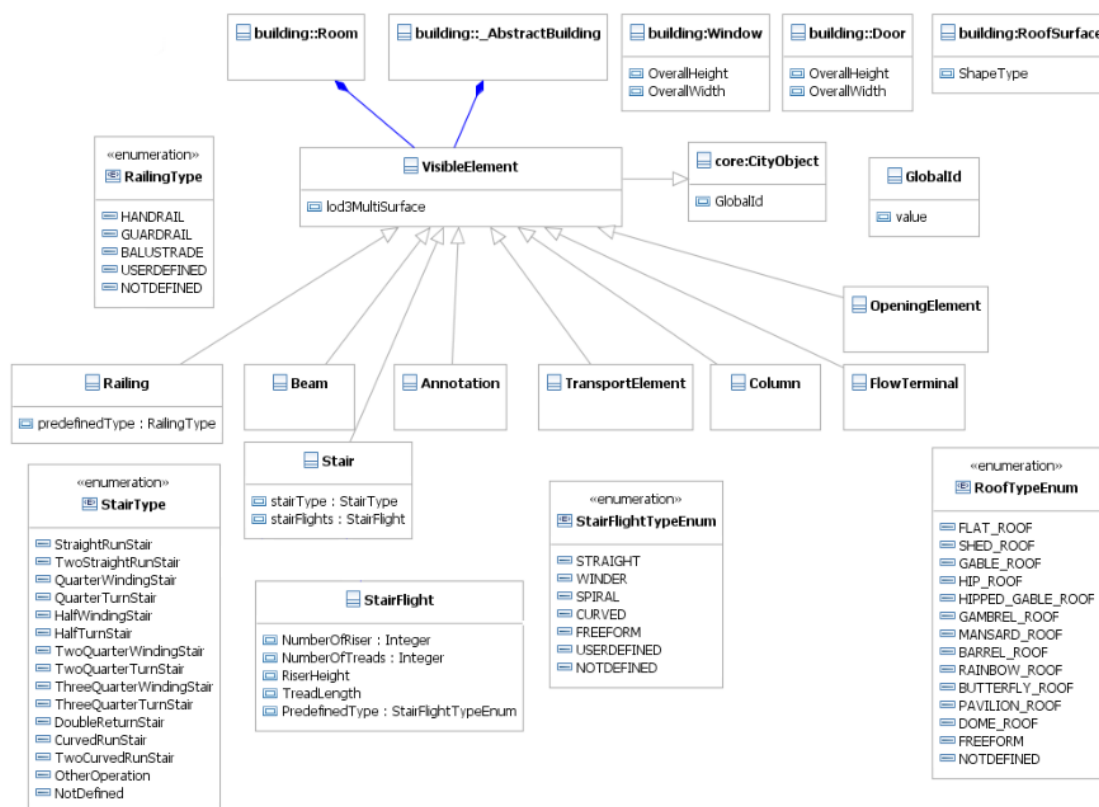 building::Room
building::_AbstractBuilding
building:Window
OverallHeight
OverallWidth
building::Door
OverallHeight
OverallWidth
building:RoofSurface
ShapeType
«enumeration»
RailingType
HANDRAIL
GUARDRAIL
BALUSTRADE
USERDEFINED
NOTDEFINED
VisibleElement
lod3MultiSurface
core:CityObject
GlobalId
GlobalId
value
OpeningElement
Railing
predefinedType : RailingType
Beam
Annotation
TransportElement
Column
FlowTerminal
Stair
stairType : StairType
stairFlights : StairFlight
«enumeration»
StairType
StraightRunStair
TwoStraightRunStair
QuarterWindingStair
QuarterTurnStair
HalfWindingStair
HalfTurnStair
TwoQuarterWindingStair
TwoQuarterTurnStair
ThreeQuarterWindingStair
ThreeQuarterTurnStair
DoubleReturnStair
CurvedRunStair
TwoCurvedRunStair
OtherOperation
NotDefined
StairFlight
NumberOfRiser : Integer
NumberOfTreads : Integer
RiserHeight
TreadLength
PredefinedType : StairFlightTypeEnum
«enumeration»
StairFlightTypeEnum
STRAIGHT
WINDER
SPIRAL
CURVED
FREEFORM
USERDEFINED
NOTDEFINED
«enumeration»
RoofTypeEnum
FLAT_ROOF
SHED_ROOF
GABLE_ROOF
HIP_ROOF
HIPPED_GABLE_ROOF
GAMBREL_ROOF
MANSARD_ROOF
BARREL_ROOF
RAINBOW_ROOF
BUTTERFLY_ROOF
PAVILION_ROOF
DOME_ROOF
FREEFORM
NOTDEFINED